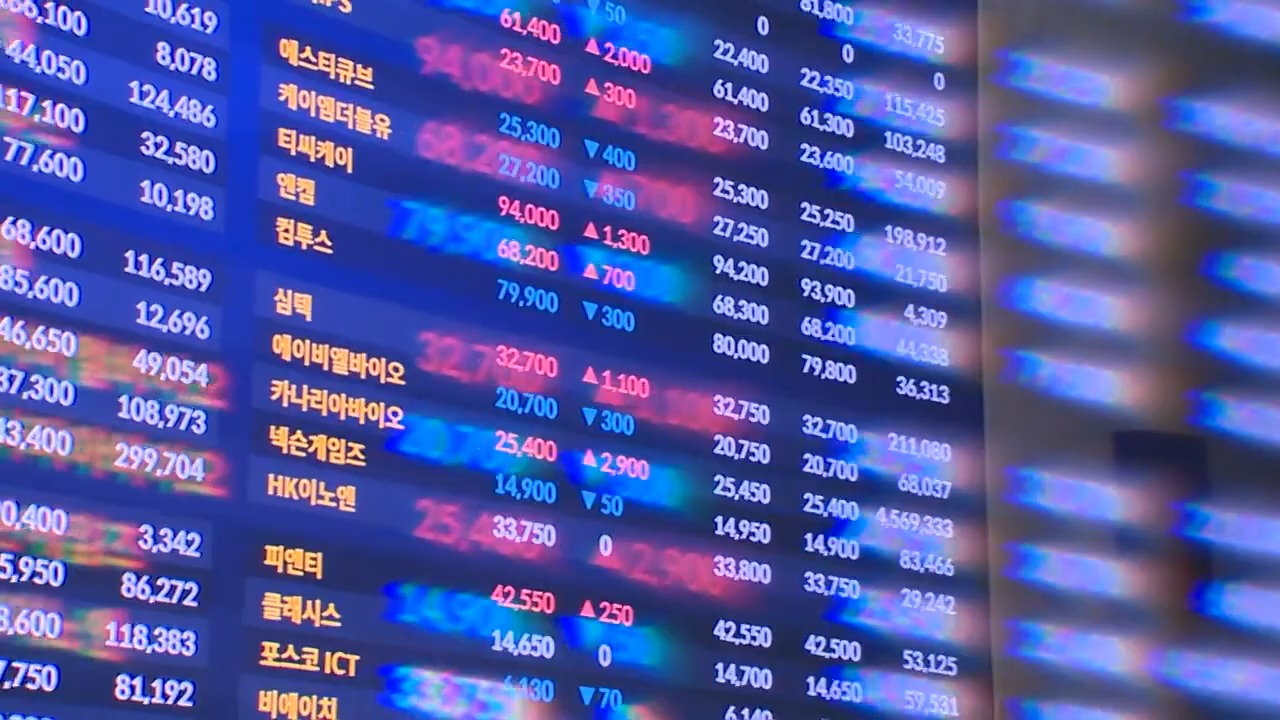 10,619
6,100 8,078
44,050 124,486
117,100 32,580
77,600 10,198
68,600 116,589
85,600 12,696
46,650 49,054
37,300 108,973
3,400 299,704
0,400 3,342
5,950 86,272
8,600 118,383
7,750 81,192
81,800 33,775
0 0 0
▼50 22,400 22,350 115,425
61,400 ▲2,000 61,400 61,300 103,248
23,700 ▲300 23,700 23,600 54,009
에스티큐브 25,300 ▼400 25,300 25,250 198,912
케이엠더블유 27,200 ▼350 27,250 27,200 21,750
티씨케이 94,000 ▲1,300 94,200 93,900 4,309
엔켐 68,200 ▲700 68,300 68,200 44,338
컴투스 79,900 ▼300 80,000 79,800 36,313
심텍 32,700 ▲1,100 32,750 32,700 211,080
에이비엘바이오 20,700 ▼300 20,750 20,700 68,037
카나리아바이오 25,400 ▲2,900 25,450 25,400 4,569,333
넥슨게임즈 14,900 ▼50 14,950 14,900 83,466
HK이노엔 33,750 0 33,800 33,750 29,242
피엔티 42,550 ▲250 42,550 42,500 53,125
클래시스 14,650 0 14,700 14,650 59,531
포스코 ICT 6,130 ▼70 6,140
비에이치